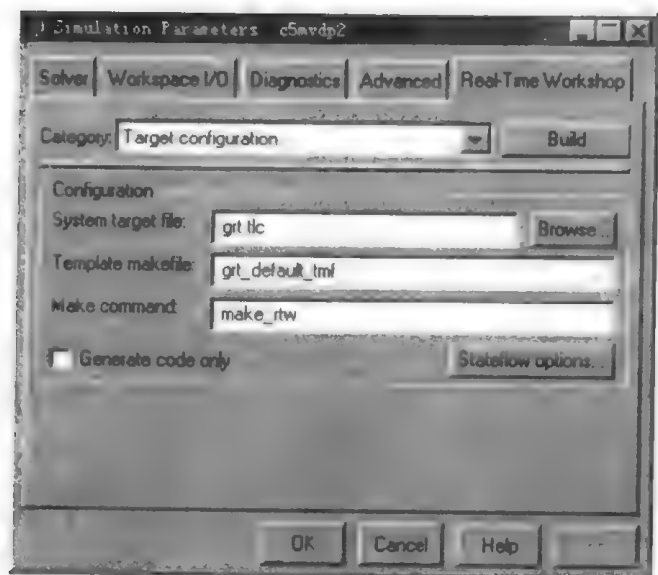 Simulation Parameters c5mvdp2
Solver Workspace I/O Diagnostics Advanced Real-Time Workshop
Category: Target configuration Build
Configuration
System target file: grt tlc Browse...
Template makefile: grt_default_tmf
Make command: make_rtw
Generate code only Stateflow options...
OK Cancel Help